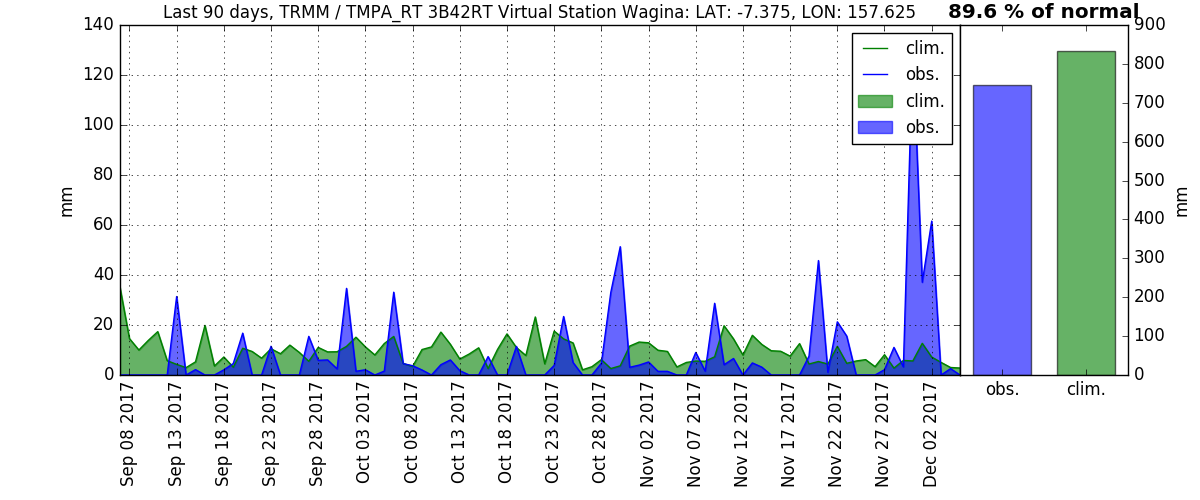 Last 90 days, TRMM / TMPA_RT 3B42RT Virtual Station Wagina: LAT: -7.375, LON: 157.625
89.6 % of normal
140
120
100
80
60
40
20
0
mm
clim.
obs.
clim.
obs.
900
800
700
600
500
400
300
200
100
0
mm
Sep 08 2017
Sep 13 2017
Sep 18 2017
Sep 23 2017
Sep 28 2017
Oct 03 2017
Oct 08 2017
Oct 13 2017
Oct 18 2017
Oct 23 2017
Oct 28 2017
Nov 02 2017
Nov 07 2017
Nov 12 2017
Nov 17 2017
Nov 22 2017
Nov 27 2017
Dec 02 2017
obs.
clim.